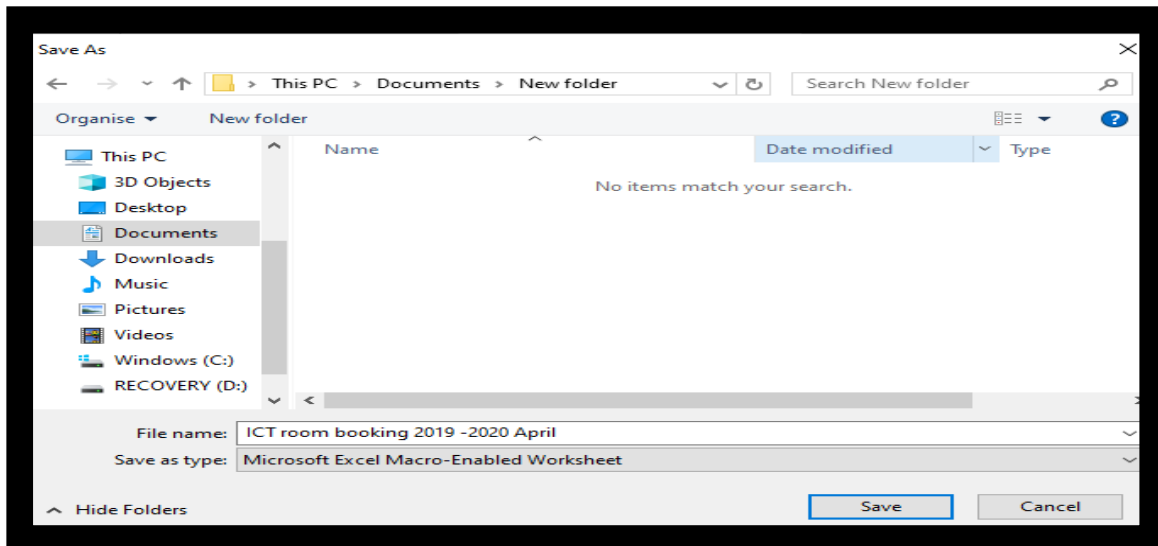 Save As
This PC > Documents > New folder
Search New folder
Organise
New folder
?
Name
Date modified
Type
This PC
3D Objects
Desktop
Documents
Downloads
Music
Pictures
Videos
Windows (C:)
RECOVERY (D:)
No items match your search.
File name: ICT room booking 2019 -2020 April
Save as type: Microsoft Excel Macro-Enabled Worksheet
Hide Folders
Save
Cancel